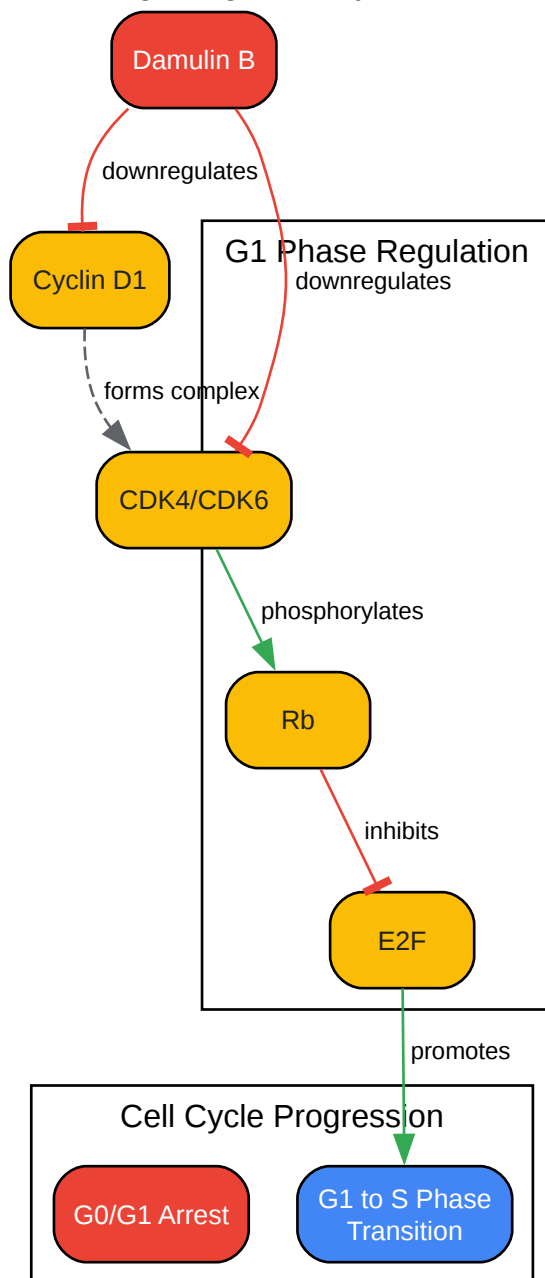 Damulin B
downregulates
G1 Phase Regulation
Cyclin D1
downregulates
forms complex
CDK4/CDK6
phosphorylates
Rb
inhibits
E2F
promotes
Cell Cycle Progression
G0/G1 Arrest
G1 to S Phase
Transition